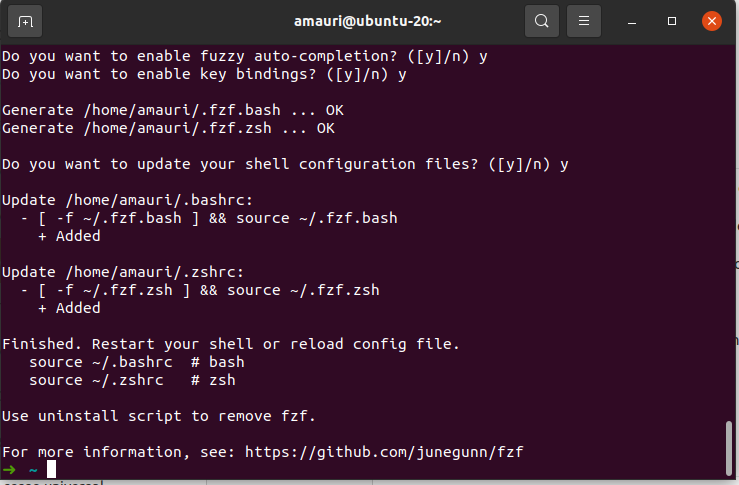 amauri@ubuntu-20:~
Do you want to enable fuzzy auto-completion? ([y]/n) y
Do you want to enable key bindings? ([y]/n) y
Generate /home/amauri/.fzf.bash ... OK
Generate /home/amauri/.fzf.zsh ... OK
Do you want to update your shell configuration files? ([y]/n) y
Update /home/amauri/.bashrc:
  - [ -f ~/.fzf.bash ] && source ~/.fzf.bash
    + Added
Update /home/amauri/.zshrc:
  - [ -f ~/.fzf.zsh ] && source ~/.fzf.zsh
    + Added
Finished. Restart your shell or reload config file.
   source ~/.bashrc  # bash
   source ~/.zshrc   # zsh
Use uninstall script to remove fzf.
For more information, see: https://github.com/junegunn/fzf
➜  ~